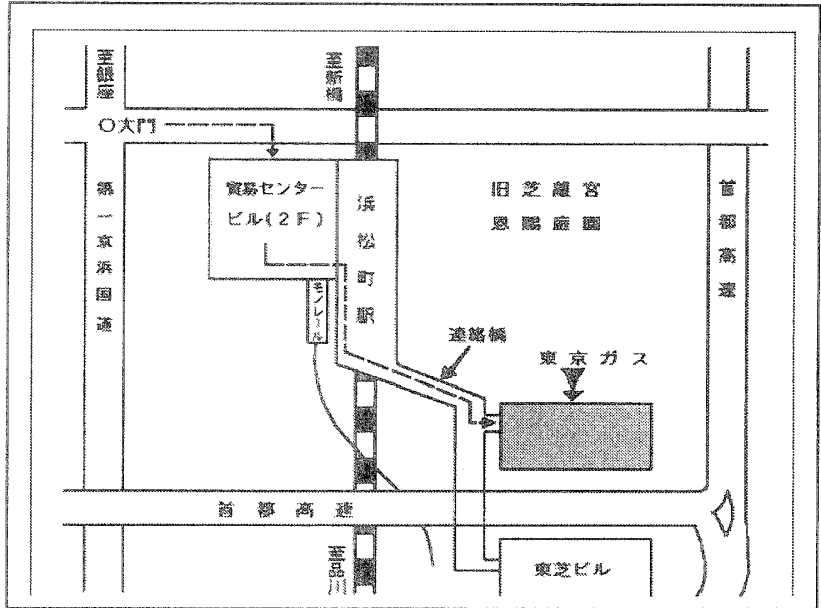 至銀座
至新橋
○大門
貿易センター
ビル(2F)
浜松町駅
旧芝離宮
恩賜庭園
首都高速
第一京浜国道
モノレール
連絡橋
東京ガス
首都高速
至品川
東芝ビル